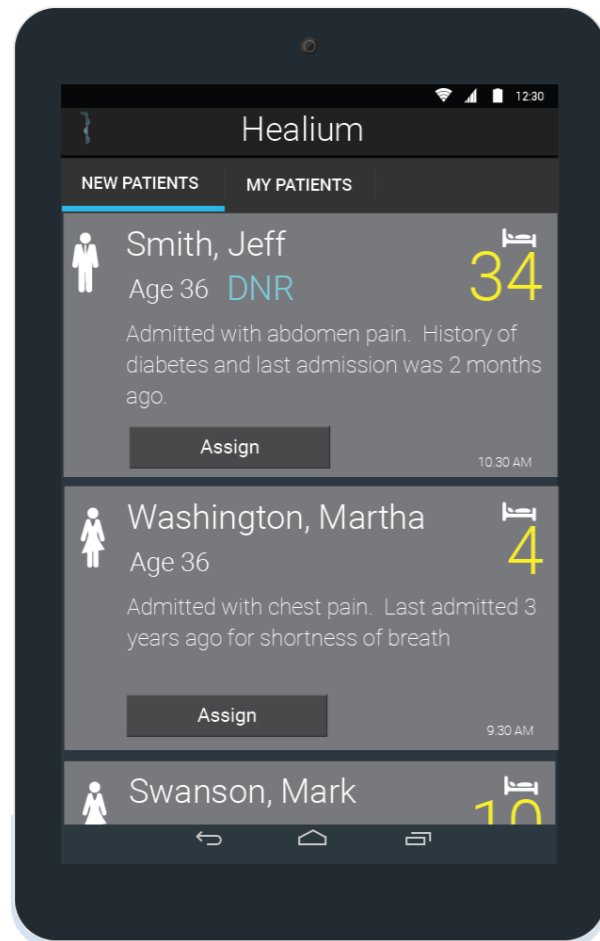 12:30
Healium
NEW PATIENTS MY PATIENTS
Smith, Jeff
34
Age 36 DNR
Admitted with abdomen pain. History of
diabetes and last admission was 2 months
ago.
Assign
10.30 AM
Washington, Martha
4
Age 36
Admitted with chest pain. Last admitted 3
years ago for shortness of breath
Assign
9.30 AM
Swanson, Mark